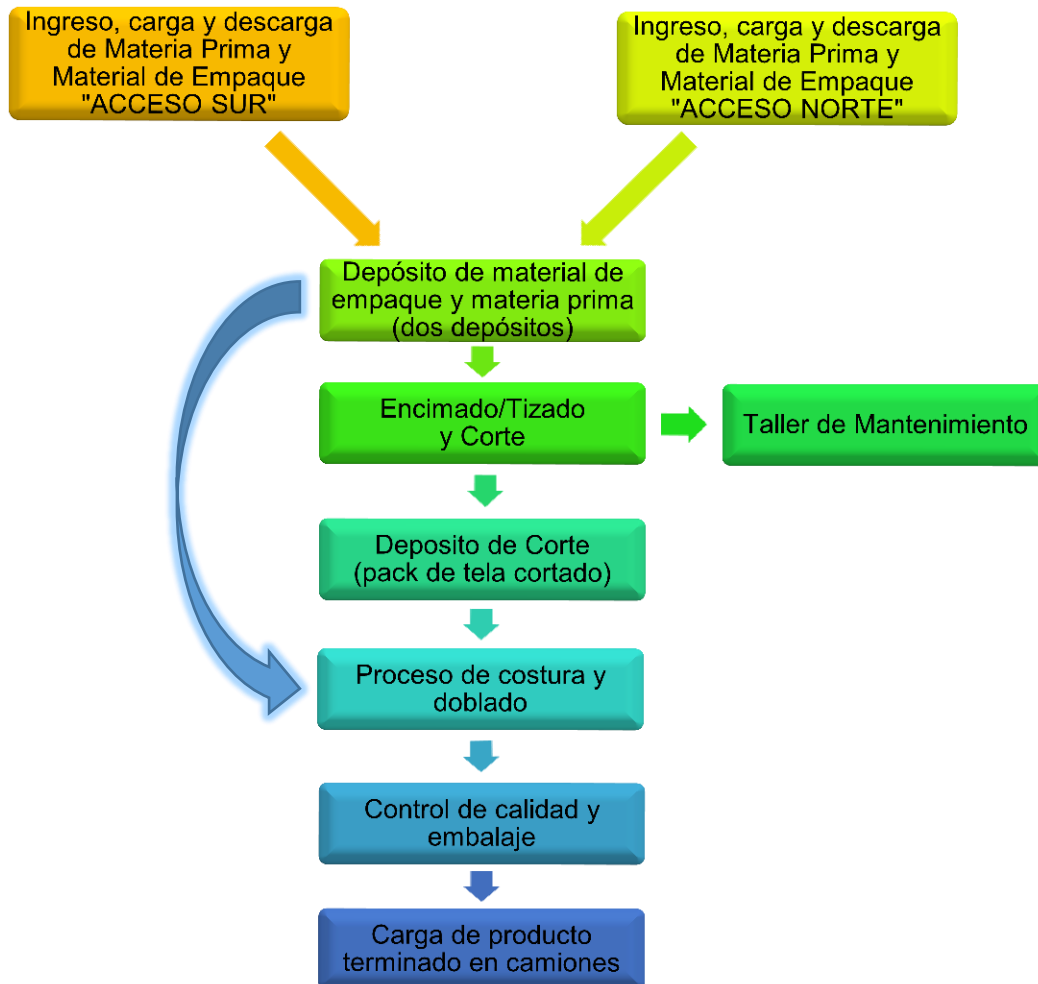 Ingreso, carga y descarga
de Materia Prima y
Material de Empaque
"ACCESO SUR"
Ingreso, carga y descarga
de Materia Prima y
Material de Empaque
"ACCESO NORTE"
Depósito de material de
empaque y materia prima
(dos depósitos)
Encimado/Tizado
y Corte
Taller de Mantenimiento
Deposito de Corte
(pack de tela cortado)
Proceso de costura y
doblado
Control de calidad y
embalaje
Carga de producto
terminado en camiones